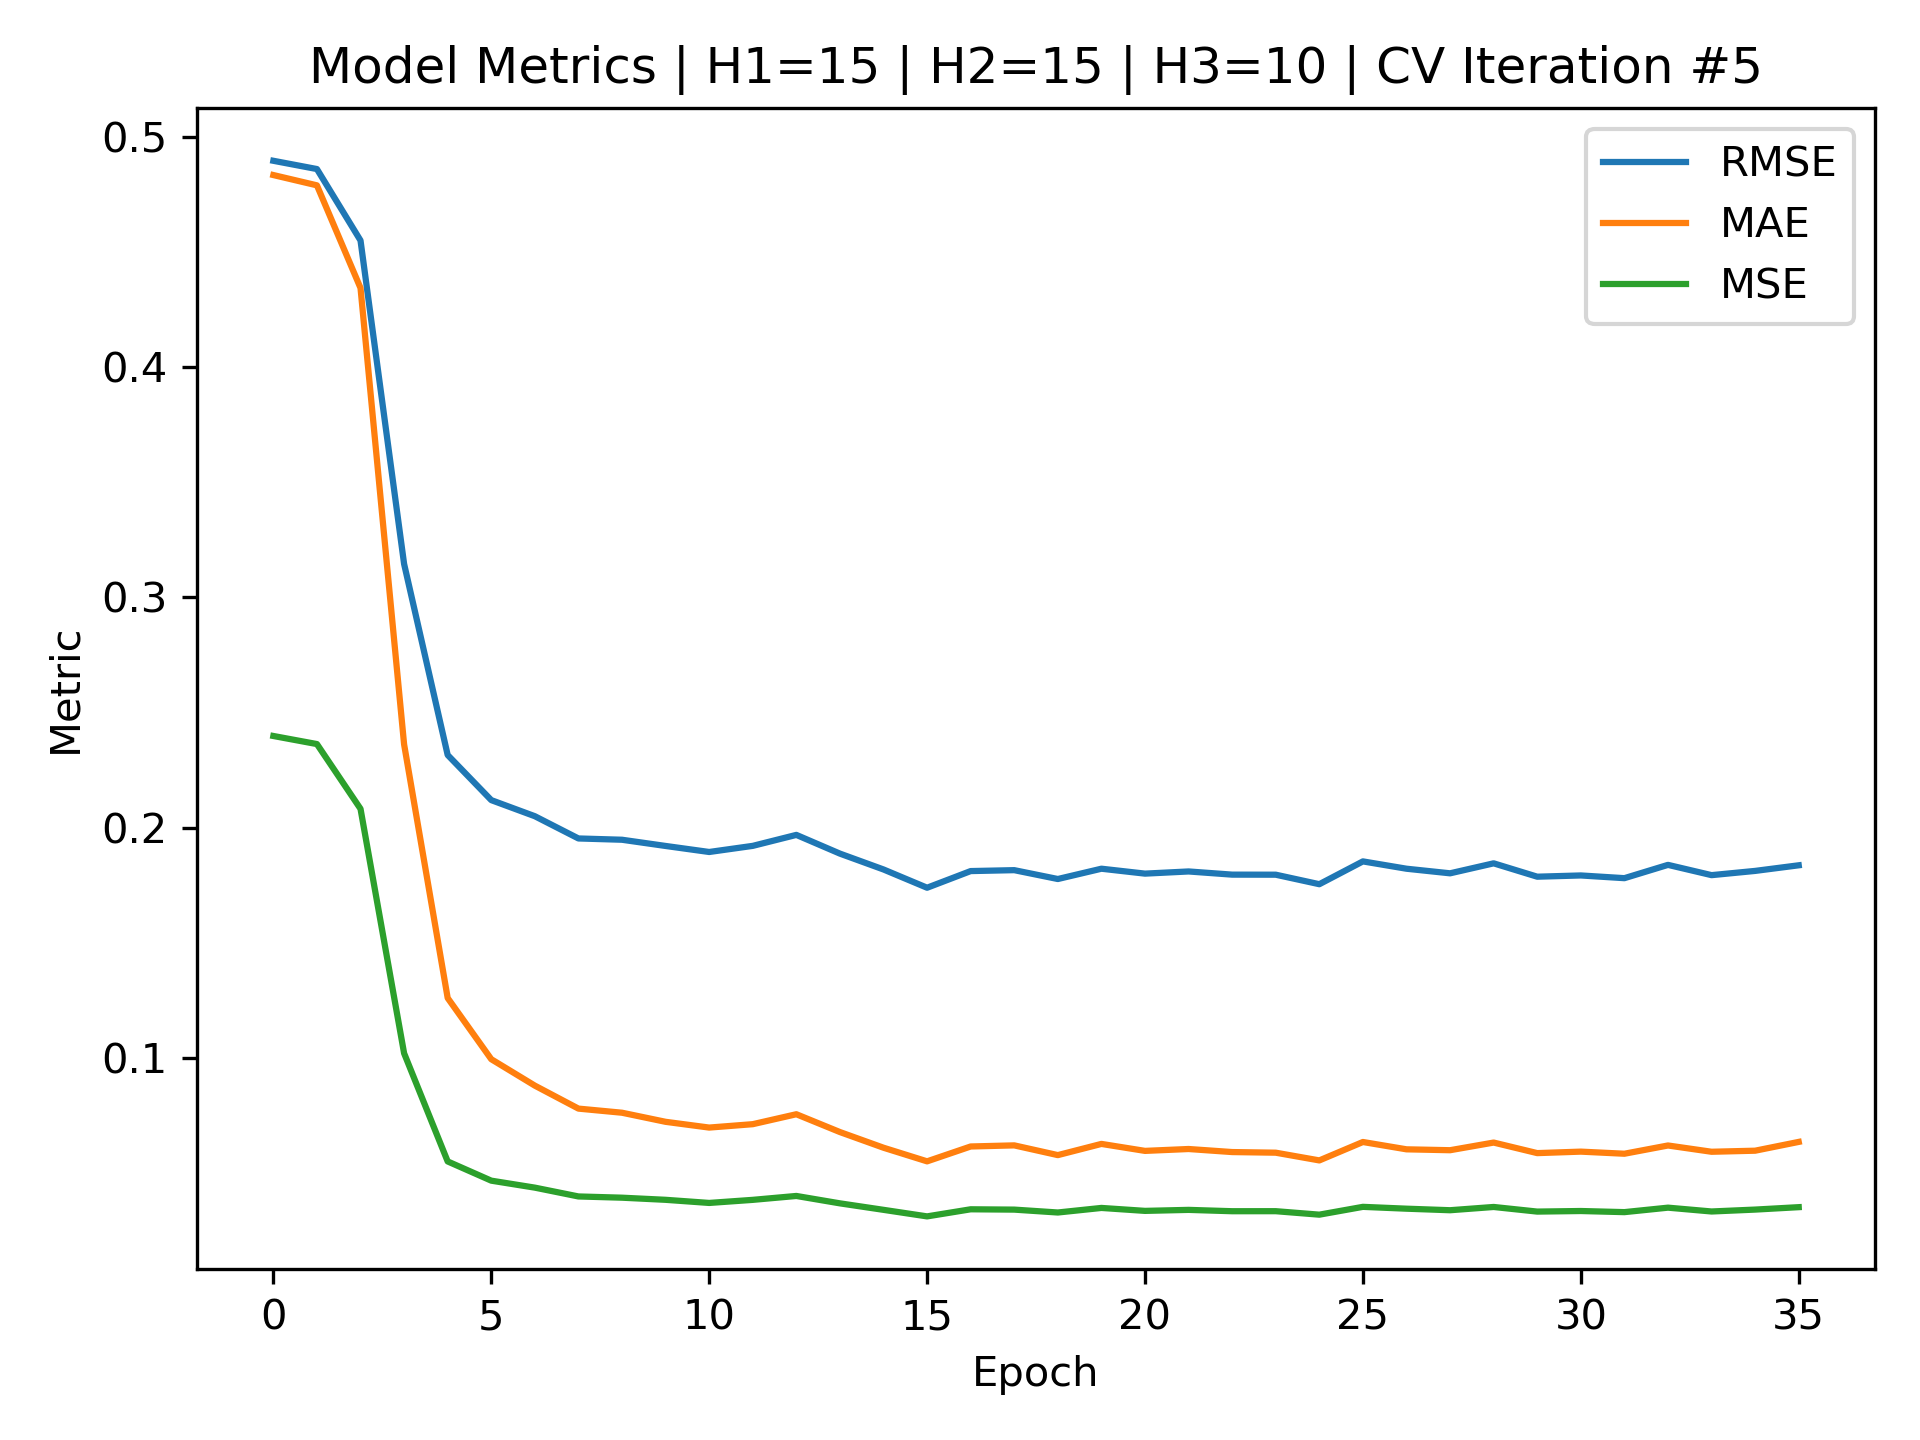 Model Metrics | H1=15 | H2=15 | H3=10 | CV Iteration #5
RMSE
MAE
MSE
0.5
0.4
0.3
0.2
0.1
Metric
0 5 10 15 20 25 30 35
Epoch